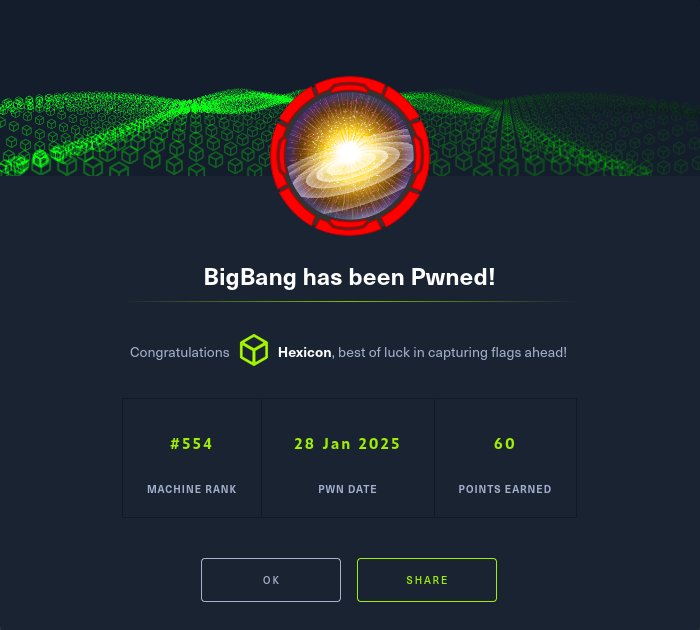 BigBang has been Pwned!
Congratulations Hexicon, best of luck in capturing flags ahead!
#554 28 Jan 2025 60
MACHINE RANK PWN DATE POINTS EARNED
OK SHARE